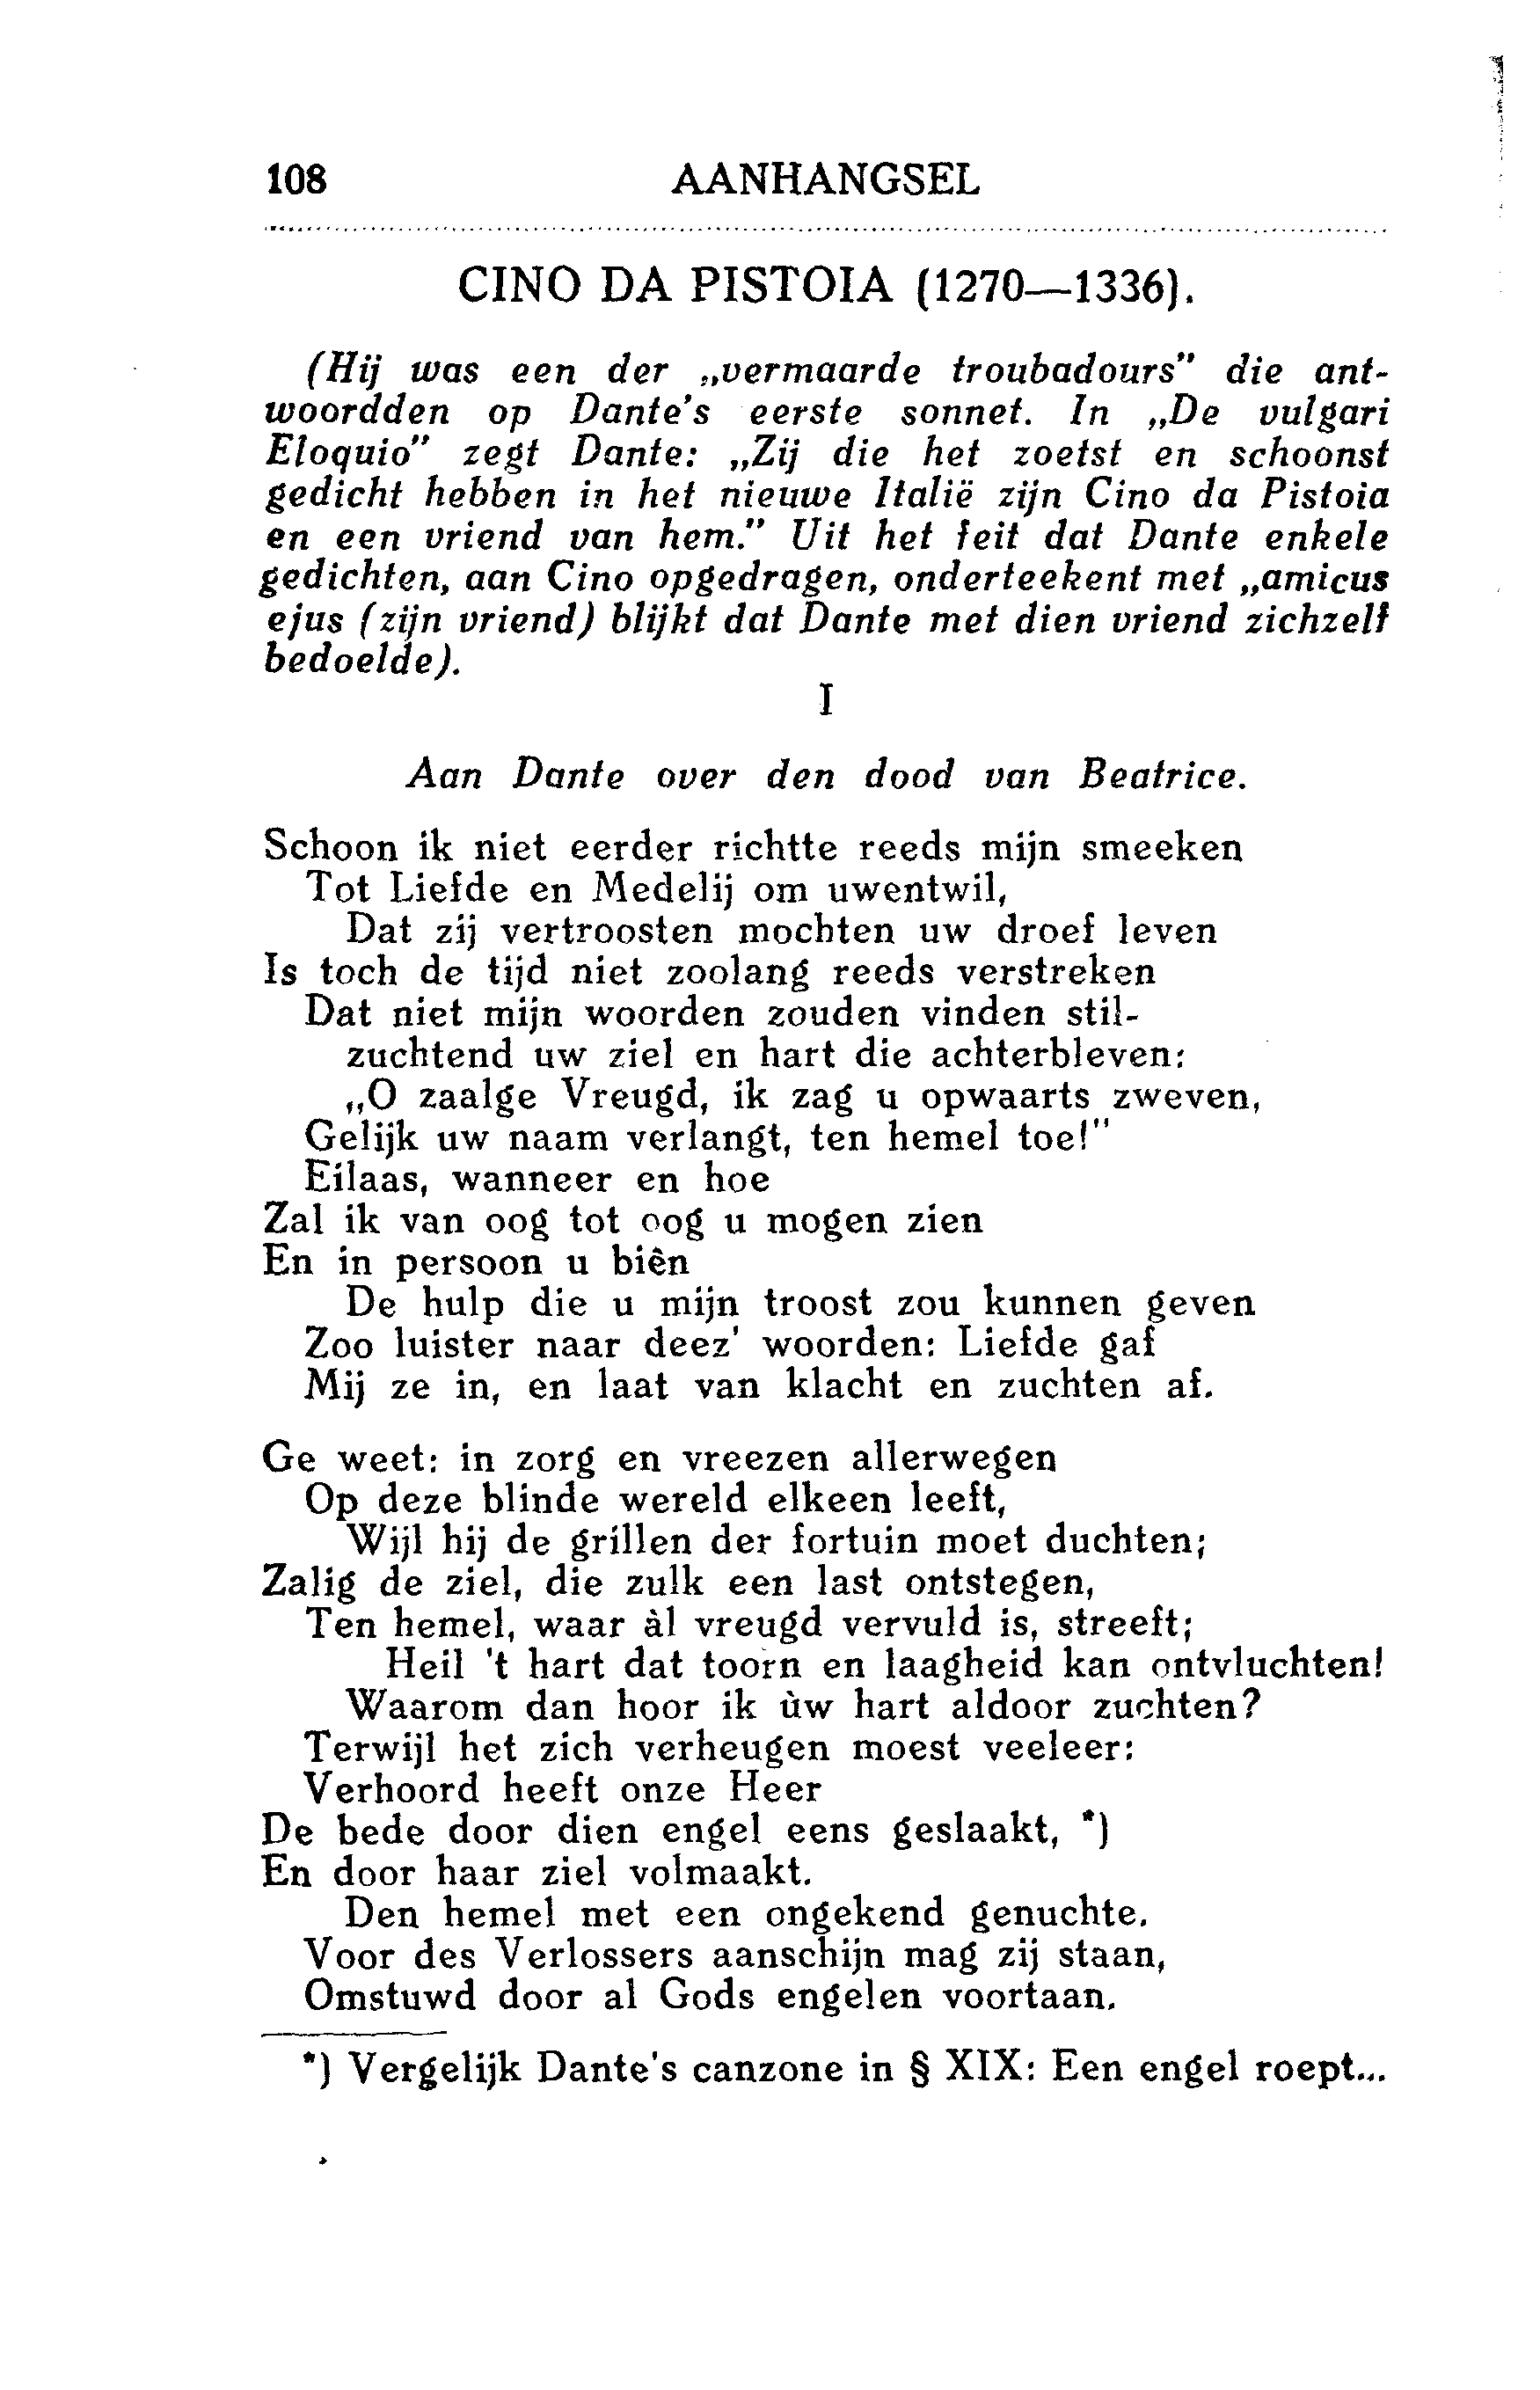 108 AANHANGSEL
CINO DA PISTOIA (1270—1336).
(Hij was een der „vermaarde troubadours” die ant-
woordden op Dante's eerste sonnet. In „De vulgari
Eloquio” zegt Dante: „Zij die het zoetst en schoonst
gedicht hebben in het nieuwe Italië zijn Cino da Pistoia
en een vriend van hem.” Uit het feit dat Dante enkele
gedichten, aan Cino opgedragen, onderteekent met „amicus
ejus (zijn vriend) blijkt dat Dante met dien vriend zichzelf
bedoelde).
I
Aan Dante over den dood van Beatrice.
Schoon ik niet eerder richtte reeds mijn smeeken
Tot Liefde en Medelij om uwentwil,
Dat zij vertroosten mochten uw droef leven
Is toch de tijd niet zoolang reeds verstreken
Dat niet mijn woorden zouden vinden stil-
zuchtend uw ziel en hart die achterbleven:
„O zaalge Vreugd, ik zag u opwaarts zweven,
Gelijk uw naam verlangt, ten hemel toe!”
Eilaas, wanneer en hoe
Zal ik van oog tot oog u mogen zien
En in persoon u biên
De hulp die u mijn troost zou kunnen geven
Zoo luister naar deez' woorden: Liefde gaf
Mij ze in, en laat van klacht en zuchten af.
Ge weet: in zorg en vreezen allerwegen
Op deze blinde wereld elkeen leeft,
Wijl hij de grillen der fortuin moet duchten;
Zalig de ziel, die zulk een last ontstegen,
Ten hemel, waar àl vreugd vervuld is, streeft;
Heil 't hart dat toorn en laagheid kan ontvluchten!
Waarom dan hoor ik ùw hart aldoor zuchten?
Terwijl het zich verheugen moest veeleer:
Verhoord heeft onze Heer
De bede door dien engel eens geslaakt, *)
En door haar ziel volmaakt.
Den hemel met een ongekend genuchte.
Voor des Verlossers aanschijn mag zij staan,
Omstuwd door al Gods engelen voortaan.
*) Vergelijk Dante's canzone in § XIX: Een engel roept...